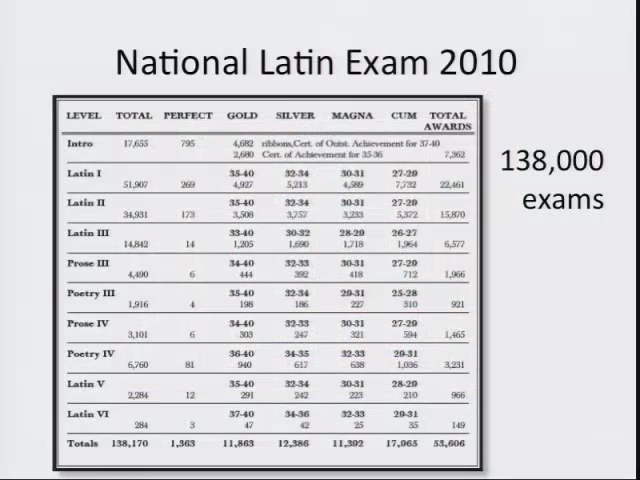 National Latin Exam 2010
LEVEL TOTAL PERFECT GOLD SILVER MAGNA CUM TOTAL
AWARDS
Intro 17,655 795 4,682 ribbons,Cert. of Outst. Achievement for 37-40
2,680 Cert. of Achievement for 35-36 7,362
Latin I 35-40 32-34 30-31 27-29
51,907 269 4,927 5,213 4,589 7,732 22,461
Latin II 35-40 32-34 30-31 27-29
34,931 173 3,508 3,757 3,233 5,372 15,870
Latin III 33-40 30-32 28-29 26-27
14,842 14 1,205 1,690 1,718 1,964 6,577
Prose III 34-40 32-33 30-31 27-29
4,490 6 444 392 418 712 1,966
Poetry III 35-40 32-34 29-31 25-28
1,916 4 198 186 227 310 921
Prose IV 34-40 32-33 30-31 27-29
3,101 6 303 247 321 594 1,465
Poetry IV 36-40 34-35 32-33 29-31
6,760 81 940 617 638 1,036 3,231
Latin V 35-40 32-34 30-31 28-29
2,284 12 291 242 223 210 966
Latin VI 37-40 34-36 32-33 29-31
284 3 47 42 25 35 149
Totals 138,170 1,363 11,863 12,386 11,392 17,965 53,606
138,000
exams